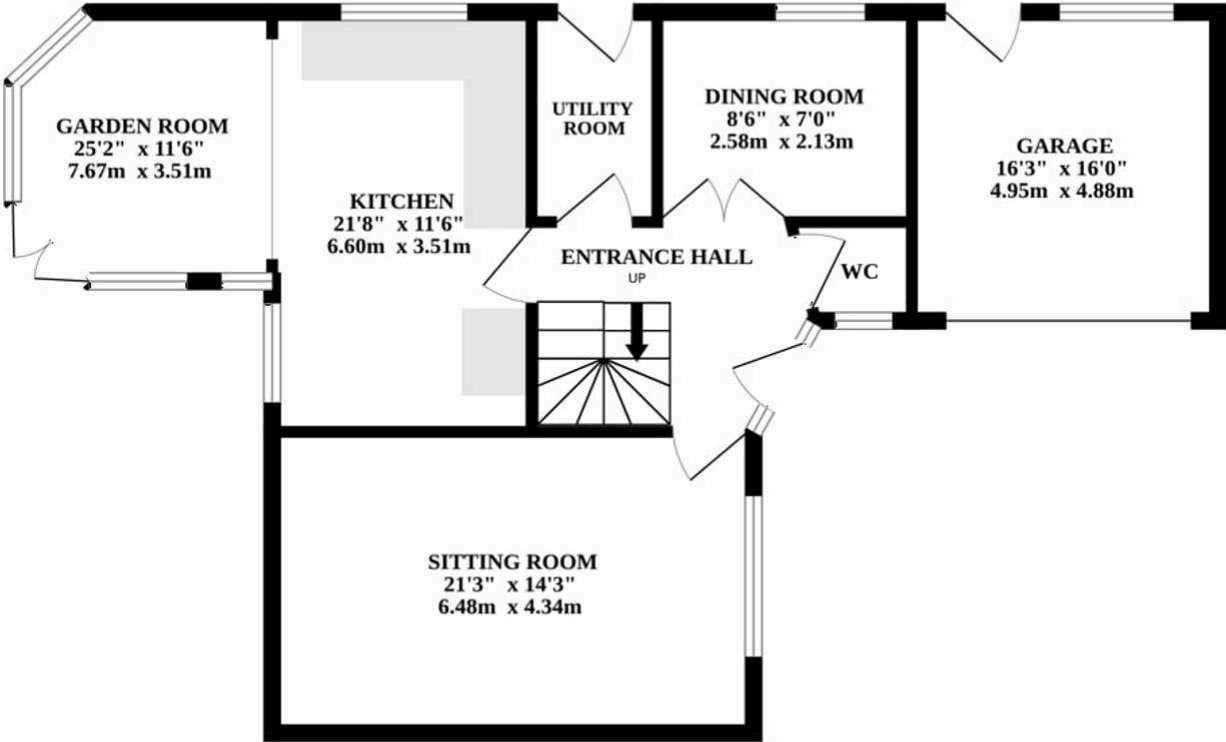 GARDEN ROOM
25'2" x 11'6"
7.67m x 3.51m
KITCHEN
21'8" x 11'6"
6.60m x 3.51m
UTILITY
ROOM
DINING ROOM
8'6" x 7'0"
2.58m x 2.13m
GARAGE
16'3" x 16'0"
4.95m x 4.88m
ENTRANCE HALL
UP
WC
SITTING ROOM
21'3" x 14'3"
6.48m x 4.34m